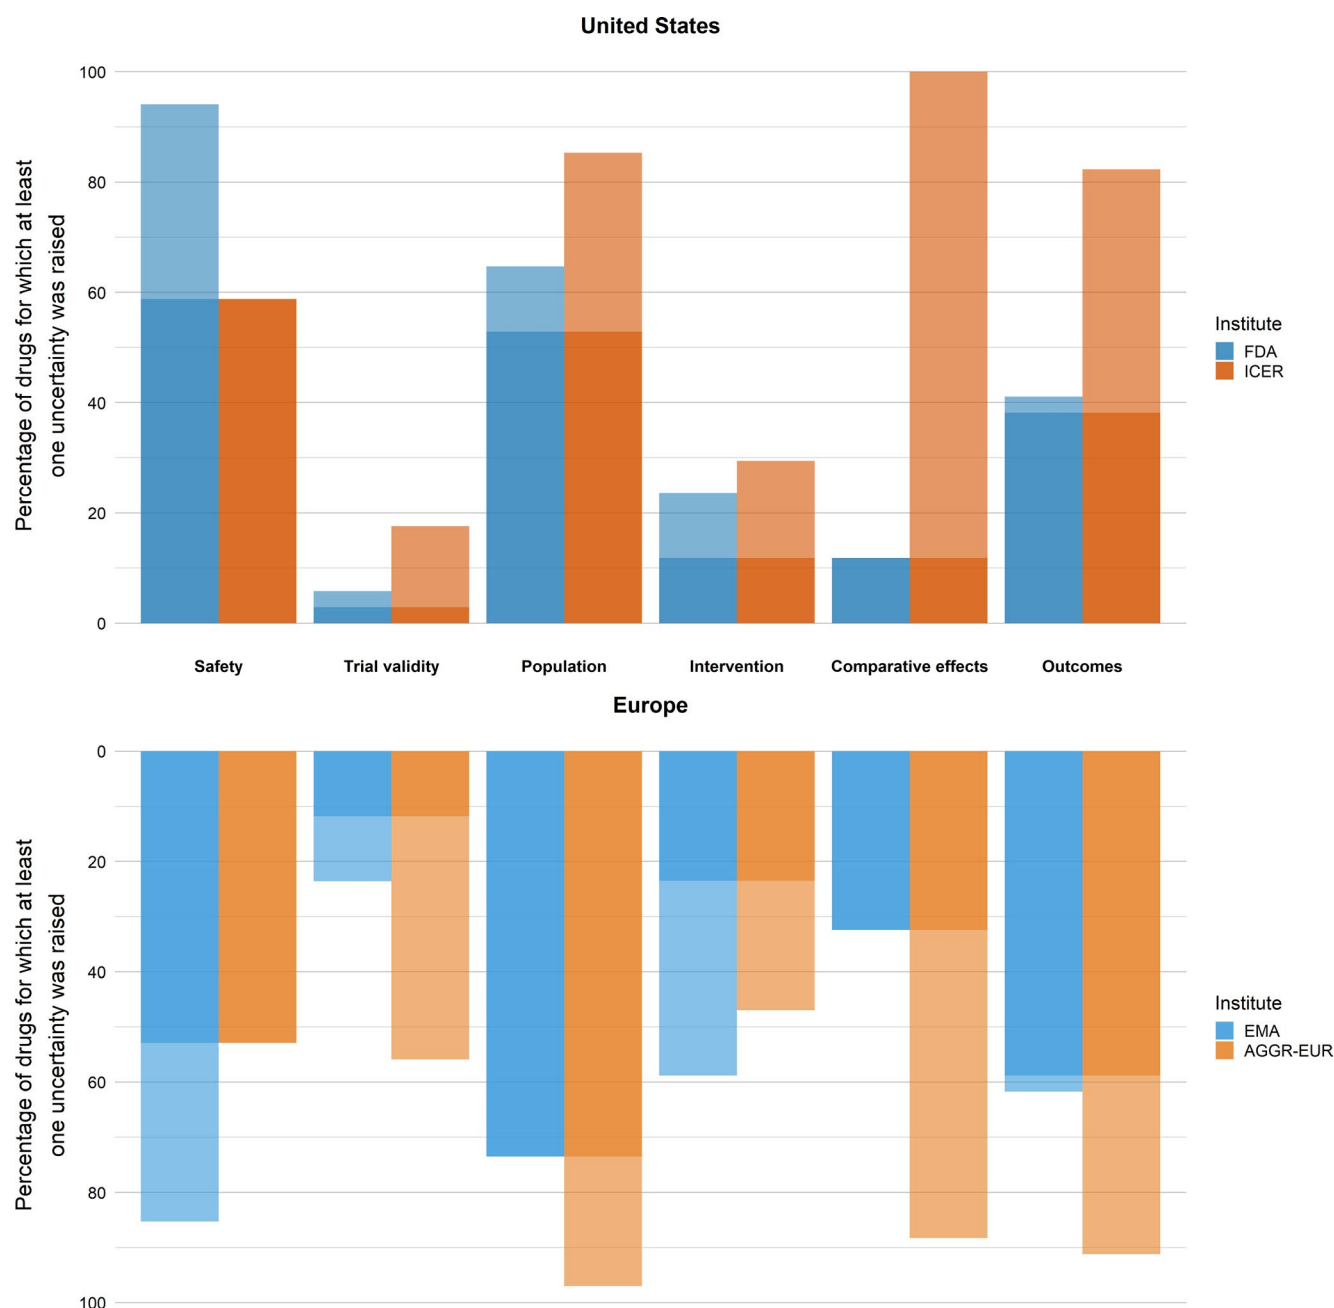 United States
Percentage of drugs for which at least
one uncertainty was raised
100
80
60
40
20
0
Safety Trial validity Population Intervention Comparative effects Outcomes
Institute
FDA
ICER
Europe
Percentage of drugs for which at least
one uncertainty was raised
0
20
40
60
80
100
Institute
EMA
AGGR-EUR